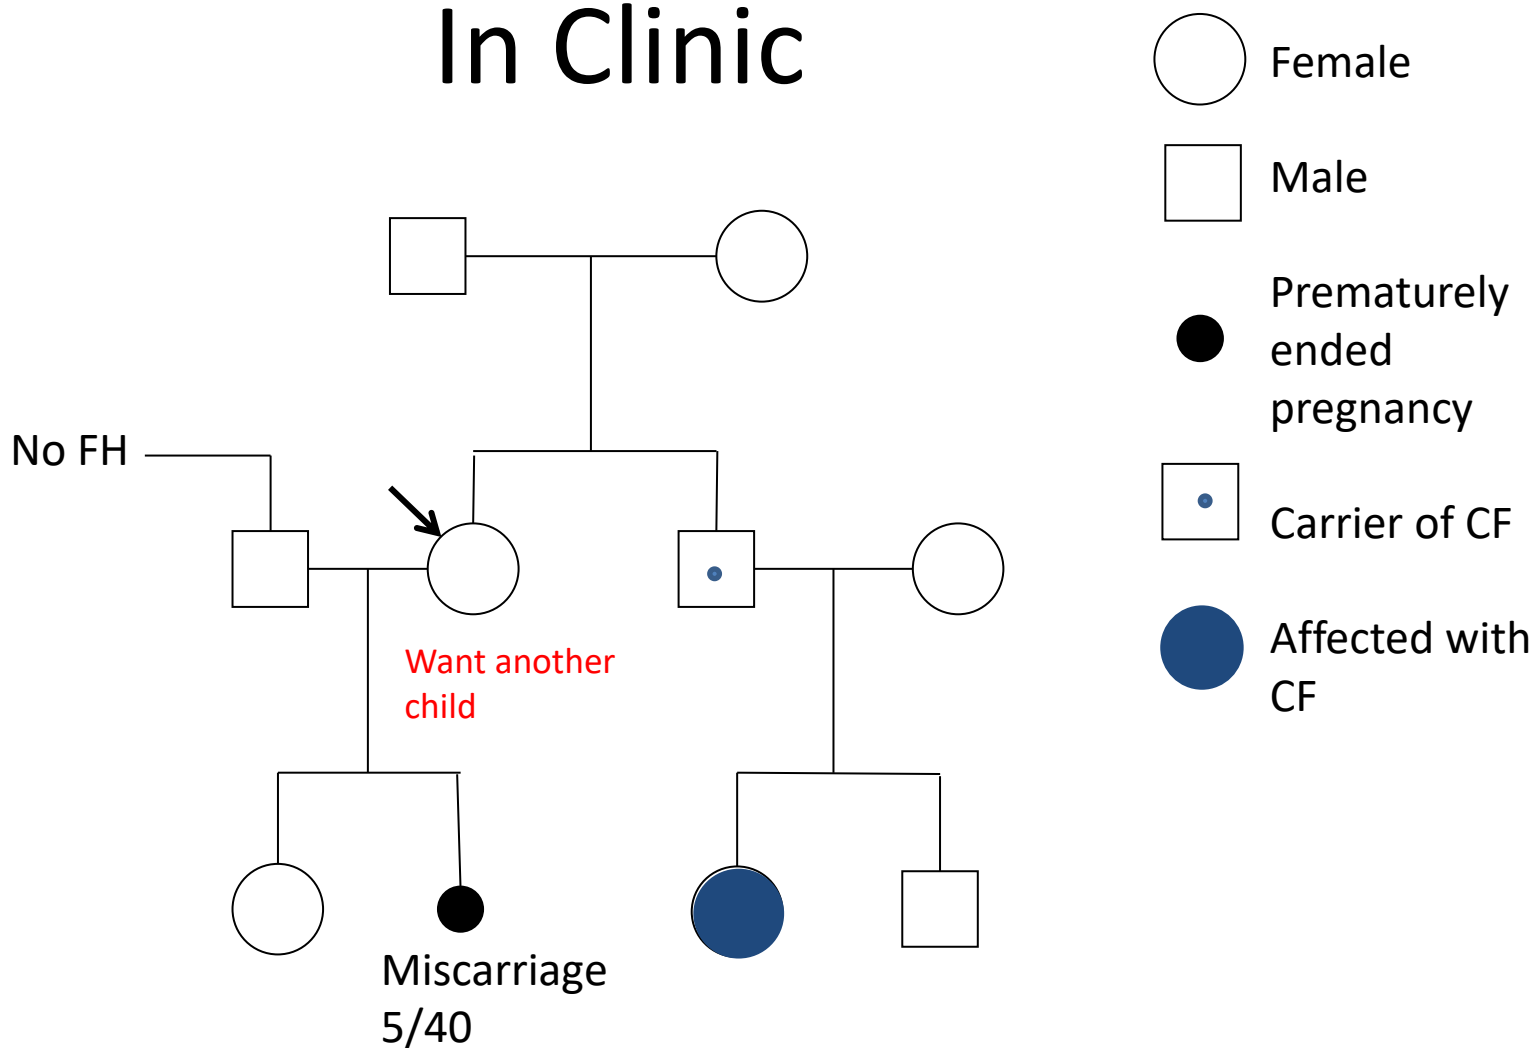 In Clinic
Female
Male
Prematurely
ended
pregnancy
No FH
Carrier of CF
Affected with
CF
Want another
child
Miscarriage
5/40